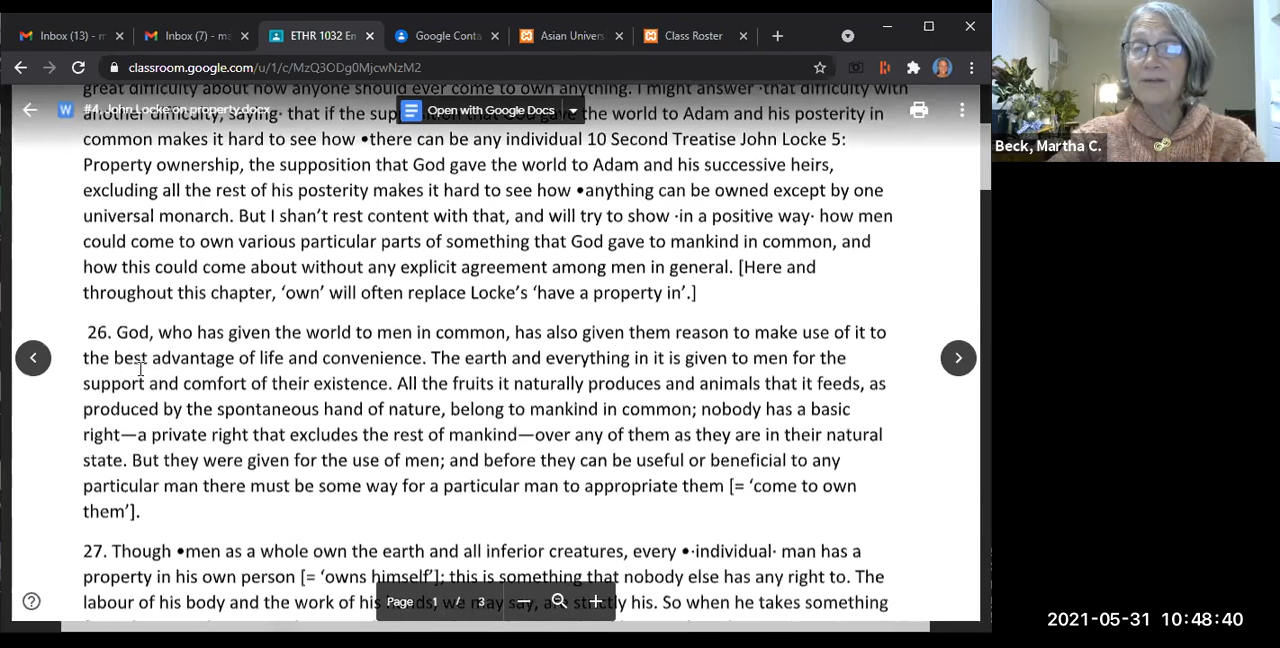 Inbox (13) - m
Inbox (7) - ma
ETHR 1032 En
Google Conta
Asian Univers
Class Roster
classroom.google.com/u/1/c/MzQ3ODg0MjcwNzM2
great difficulty about how anyone should ever come to own anything. I might answer ·that difficulty with
#4. John Locke on property.docx
Open with Google Docs
another difficulty, saying· that if the the world to Adam and his posterity in
common makes it hard to see how •there can be any individual 10 Second Treatise John Locke 5:
Property ownership, the supposition that God gave the world to Adam and his successive heirs,
excluding all the rest of his posterity makes it hard to see how •anything can be owned except by one
universal monarch. But I shan't rest content with that, and will try to show ·in a positive way· how men
could come to own various particular parts of something that God gave to mankind in common, and
how this could come about without any explicit agreement among men in general. [Here and
throughout this chapter, 'own' will often replace Locke's 'have a property in'.]
26. God, who has given the world to men in common, has also given them reason to make use of it to
the best advantage of life and convenience. The earth and everything in it is given to men for the
support and comfort of their existence. All the fruits it naturally produces and animals that it feeds, as
produced by the spontaneous hand of nature, belong to mankind in common; nobody has a basic
right—a private right that excludes the rest of mankind—over any of them as they are in their natural
state. But they were given for the use of men; and before they can be useful or beneficial to any
particular man there must be some way for a particular man to appropriate them [= 'come to own
them'].
27. Though •men as a whole own the earth and all inferior creatures, every •·individual· man has a
property in his own person [= 'owns himself']; this is something that nobody else has any right to. The
labour of his body and the work of his hands, we may say, are strictly his. So when he takes something
Page 1 / 3
Beck, Martha C.
2021-05-31 10:48:40